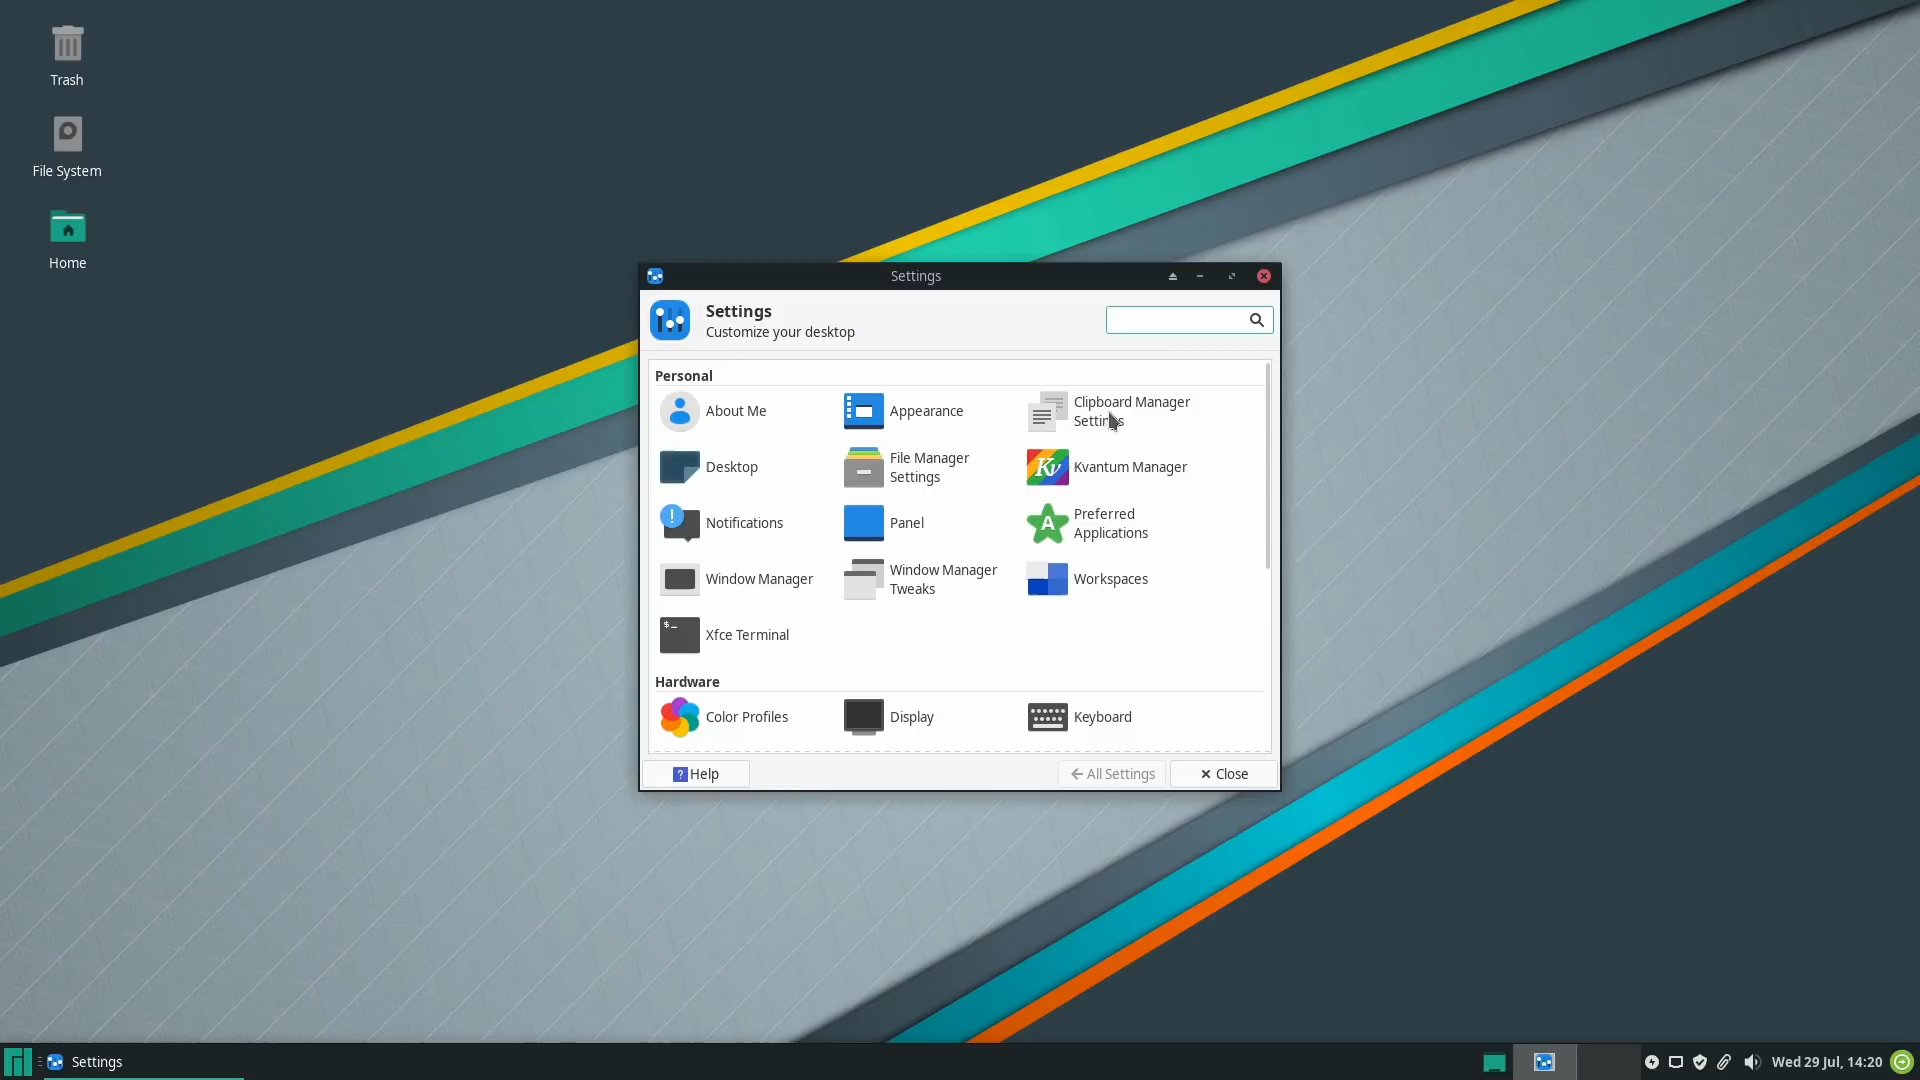 Trash
File System
Home
Settings
Settings
Customize your desktop
Personal
About Me
Appearance
Clipboard Manager
Settings
Desktop
File Manager
Settings
Kv
Kvantum Manager
!
Notifications
Panel
A
Preferred
Applications
Window Manager
Window Manager
Tweaks
Workspaces
$_
Xfce Terminal
Hardware
Color Profiles
Display
Keyboard
? Help
All Settings
Close
Settings
Wed 29 Jul, 14:20